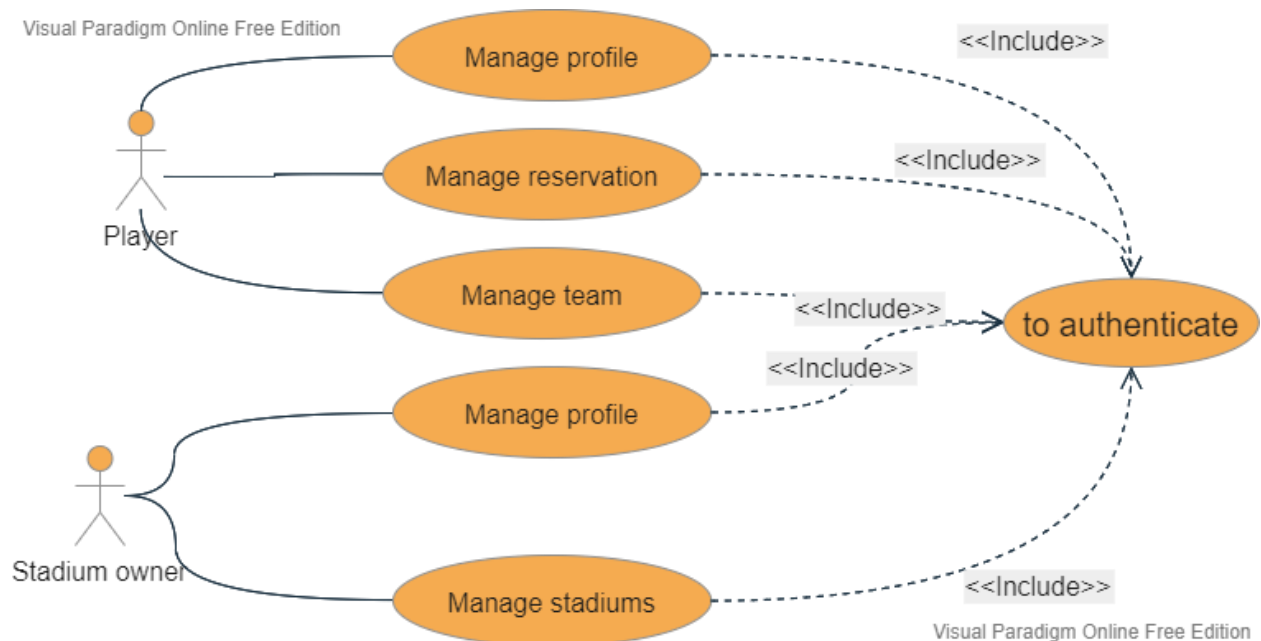 Visual Paradigm Online Free Edition
Manage profile
<<Include>>
Manage reservation
<<Include>>
Player
Manage team
<<Include>>
to authenticate
<<Include>>
Manage profile
Stadium owner
Manage stadiums
<<Include>>
Visual Paradigm Online Free Edition